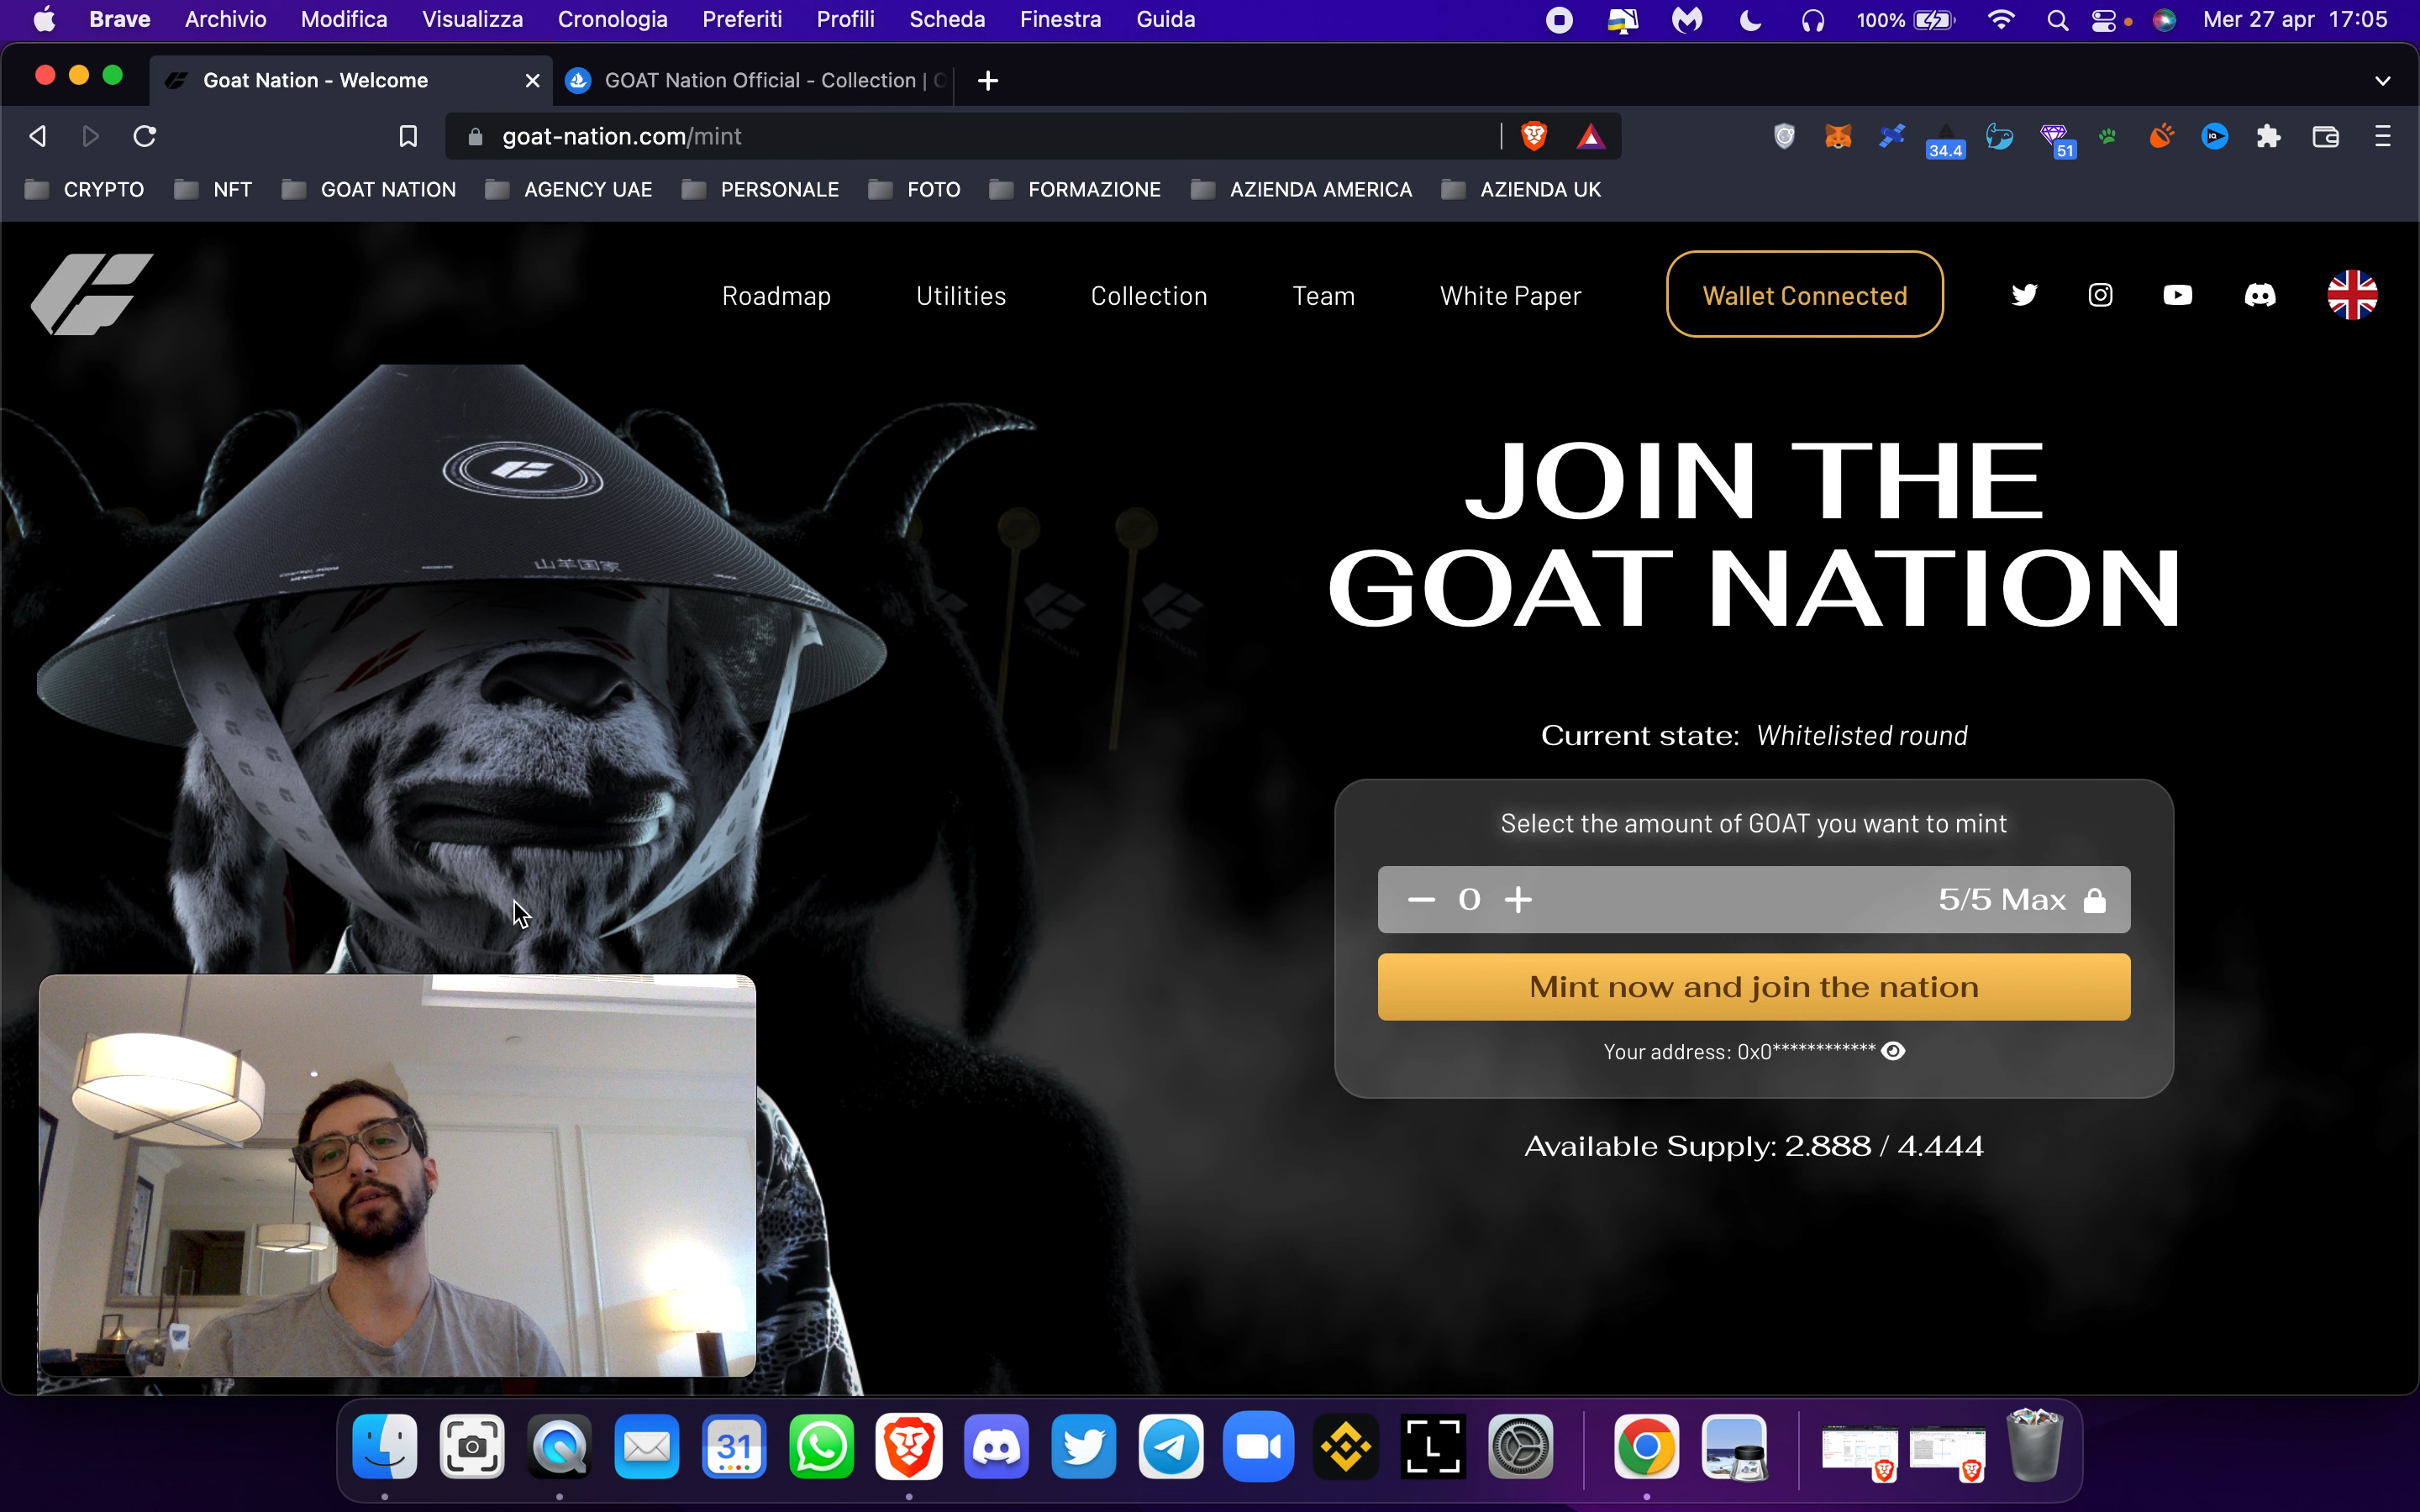 Brave Archivio Modifica Visualizza Cronologia Preferiti Profili Scheda Finestra Guida 100% Mer 27 apr 17:05
Goat Nation - Welcome GOAT Nation Official - Collection |
goat-nation.com/mint 34.4 51
CRYPTO NFT GOAT NATION AGENCY UAE PERSONALE FOTO FORMAZIONE AZIENDA AMERICA AZIENDA UK
Roadmap Utilities Collection Team White Paper Wallet Connected
山羊国家
JOIN THE
GOAT NATION
Current state: Whitelisted round
Select the amount of GOAT you want to mint
— 0 + 5/5 Max
Mint now and join the nation
Your address: 0x0************
Available Supply: 2.888 / 4.444
31
L